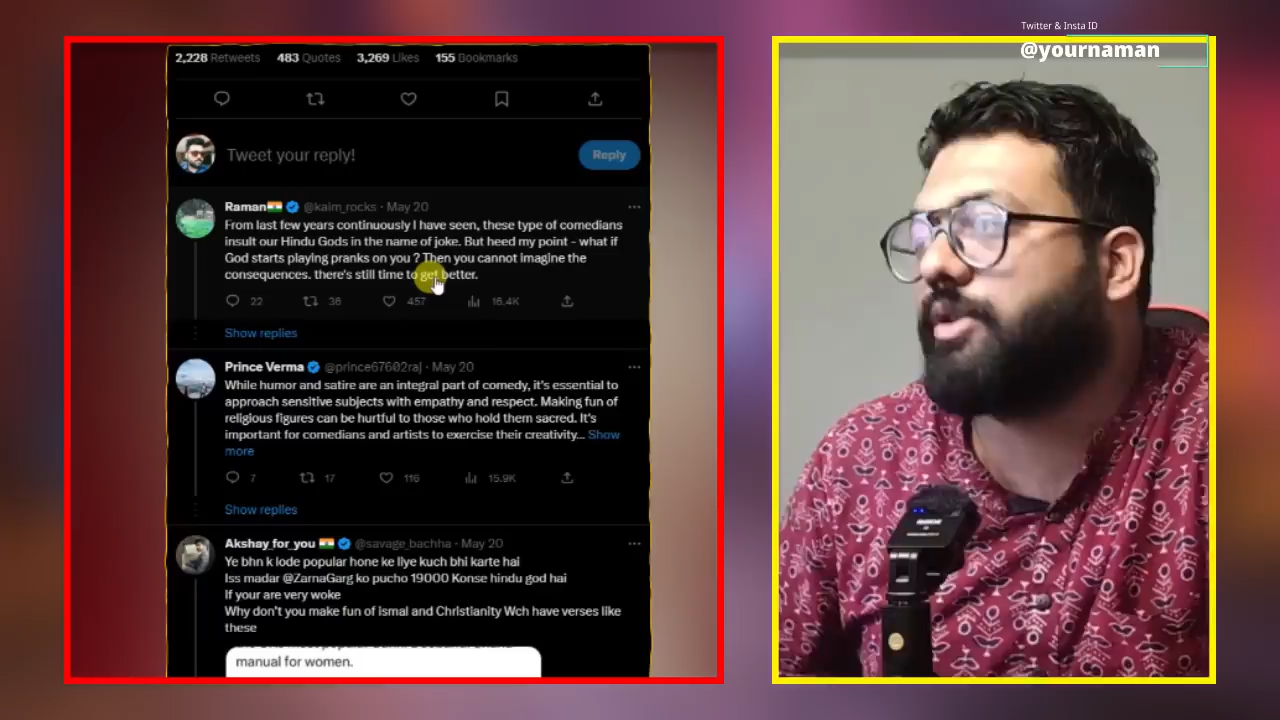 Twitter & Insta ID
@yournaman
2,228 Retweets 483 Quotes 3,269 Likes 155 Bookmarks
Tweet your reply!
Reply
Raman🇮🇳 @kaim_rocks · May 20
From last few years continuously I have seen, these type of comedians
insult our Hindu Gods in the name of joke. But heed my point - what if
God starts playing pranks on you ? Then you cannot imagine the
consequences. there's still time to get better.
22 36 457 16.4K
Show replies
Prince Verma @prince67602raj · May 20
While humor and satire are an integral part of comedy, it's essential to
approach sensitive subjects with empathy and respect. Making fun of
religious figures can be hurtful to those who hold them sacred. It's
important for comedians and artists to exercise their creativity... Show
more
7 17 116 15.9K
Show replies
Akshay_for_you 🇮🇳 @savage_bachha · May 20
Ye bhn k lode popular hone ke liye kuch bhi karte hai
Iss madar @ZarnaGarg ko pucho 19000 Konse hindu god hai
If your are very woke
Why don't you make fun of ismal and Christianity Wch have verses like
these
manual for women.